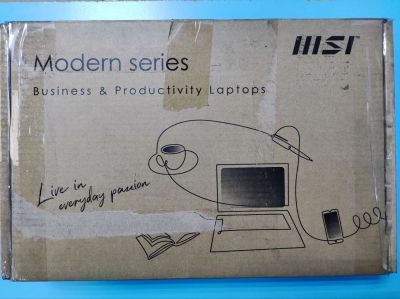 msi
Modern series
Business & Productivity Laptops
Live in
everyday passion